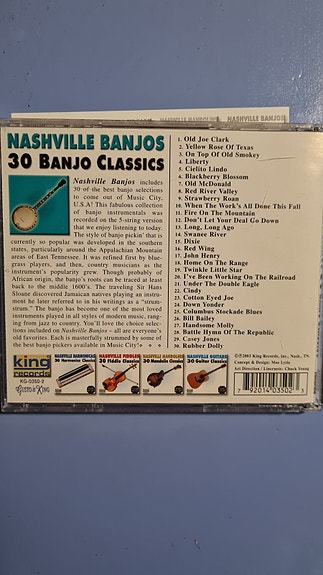 NASHVILLE BANJOS
30 BANJO CLASSICS
Nashville Banjos includes
30 of the best banjo selections
to come out of Music City,
U.S.A! This fabulous collection
of banjo instrumentals was
recorded on the 5-string version
that we enjoy listening to today.
The style of banjo pickin' that is
currently so popular was developed in the southern
states, particularly around the Appalachian Mountain
areas of East Tennessee. It was refined first by blue-
grass players, and then, country musicians as the
instrument's popularity grew. Though probably of
African origin, the banjo's roots can be traced at least
back to the middle 1600's. The traveling Sir Hans
Sloane discovered Jamaican natives playing an instru-
ment he later referred to in his writings as a "strum-
strum." The banjo has become one of the most loved
instruments played in all styles of modern music, rang-
ing from jazz to country. You'll love the choice selec-
tions included on Nashville Banjos – all are everyone's
old favorites. Each is masterfully strummed by some of
the best banjo pickers available in Music City!
1. Old Joe Clark
2. Yellow Rose Of Texas
3. On Top Of Old Smokey
4. Liberty
5. Cielito Lindo
6. Blackberry Blossom
7. Old McDonald
8. Red River Valley
9. Strawberry Roan
10. When The Work's All Done This Fall
11. Fire On The Mountain
12. Don't Let Your Deal Go Down
13. Long, Long Ago
14. Swanee River
15. Dixie
16. Red Wing
17. John Henry
18. Home On The Range
19. Twinkle Little Star
20. I've Been Working On The Railroad
21. Under The Double Eagle
22. Cindy
23. Cotton Eyed Joe
24. Down Yonder
25. Columbus Stockade Blues
26. Bill Bailey
27. Handsome Molly
28. Battle Hymn Of The Republic
29. Casey Jones
30. Rubber Dolly
king
records
KG-0350-2
GUSTO KING
NASHVILLE HARMONICAS
30 Harmonica Classics
NASHVILLE FIDDLES
30 Fiddle Classics
NASHVILLE MANDOLINS
30 Mandolin Classics
NASHVILLE GUITARS
30 Guitar Classics
©2003 King Records, Inc., Nash., TN.
Concept & Design: Moe Lytle
Art Direction / Linernote: Chuck Young
7 92014 03502 3